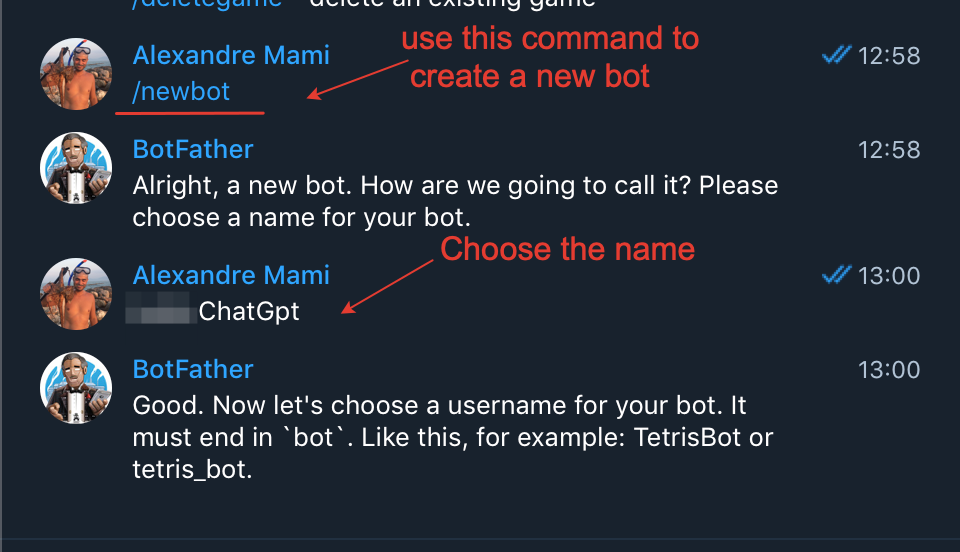 /deletegame - delete an existing game
Alexandre Mami
use this command to
12:58
/newbot
create a new bot
BotFather
12:58
Alright, a new bot. How are we going to call it? Please
choose a name for your bot.
Choose the name
Alexandre Mami
13:00
ChatGpt
BotFather
13:00
Good. Now let's choose a username for your bot. It
must end in `bot`. Like this, for example: TetrisBot or
tetris_bot.